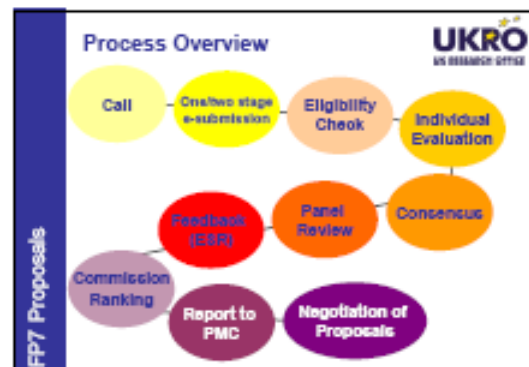 Process Overview
UKRO
UK RESEARCH OFFICE
Call
One/two stage
e-submission
Eligibility
Check
Individual
Evaluation
Consensus
Panel
Review
Feedback
(ESR)
Commission
Ranking
Report to
PMC
Negotiation of
Proposals
FP7 Proposals